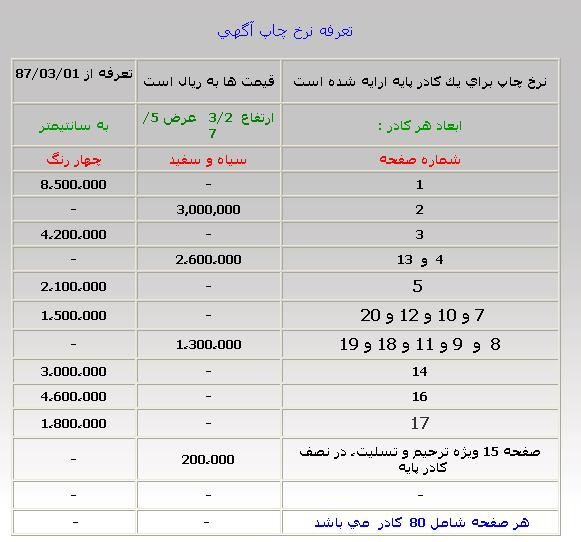 تعرفه نرخ چاپ آگهي
نرخ چاپ براي يك كادر پايه ارايه شده است	قيمت ها به ريال است	تعرفه از 87/03/01
ابعاد هر كادر :	ارتفاع 3/2 عرض 5/	به سانتيمتر
7
شماره صفحه	سياه و سفيد	چهار رنگ
1	-	8.500.000
2	3,000,000	-
3	-	4.200.000
4 و 13	2.600.000	-
5	-	2.100.000
7 و 10 و 12 و 20	-	1.500.000
8 و 9 و 11 و 18 و 19	1.300.000	-
14	-	3.000.000
16	-	4.600.000
17	-	1.800.000
صفحه 15 ويژه ترحيم و تسليت. در نصف	200.000	-
كادر پايه
-	-	-
هر صفحه شامل 80 كادر مي باشد	-	-